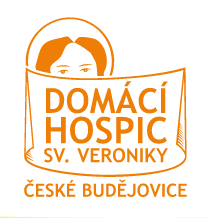 DOMÁCÍ
HOSPIC
SV. VERONIKY
ČESKÉ BUDĚJOVICE